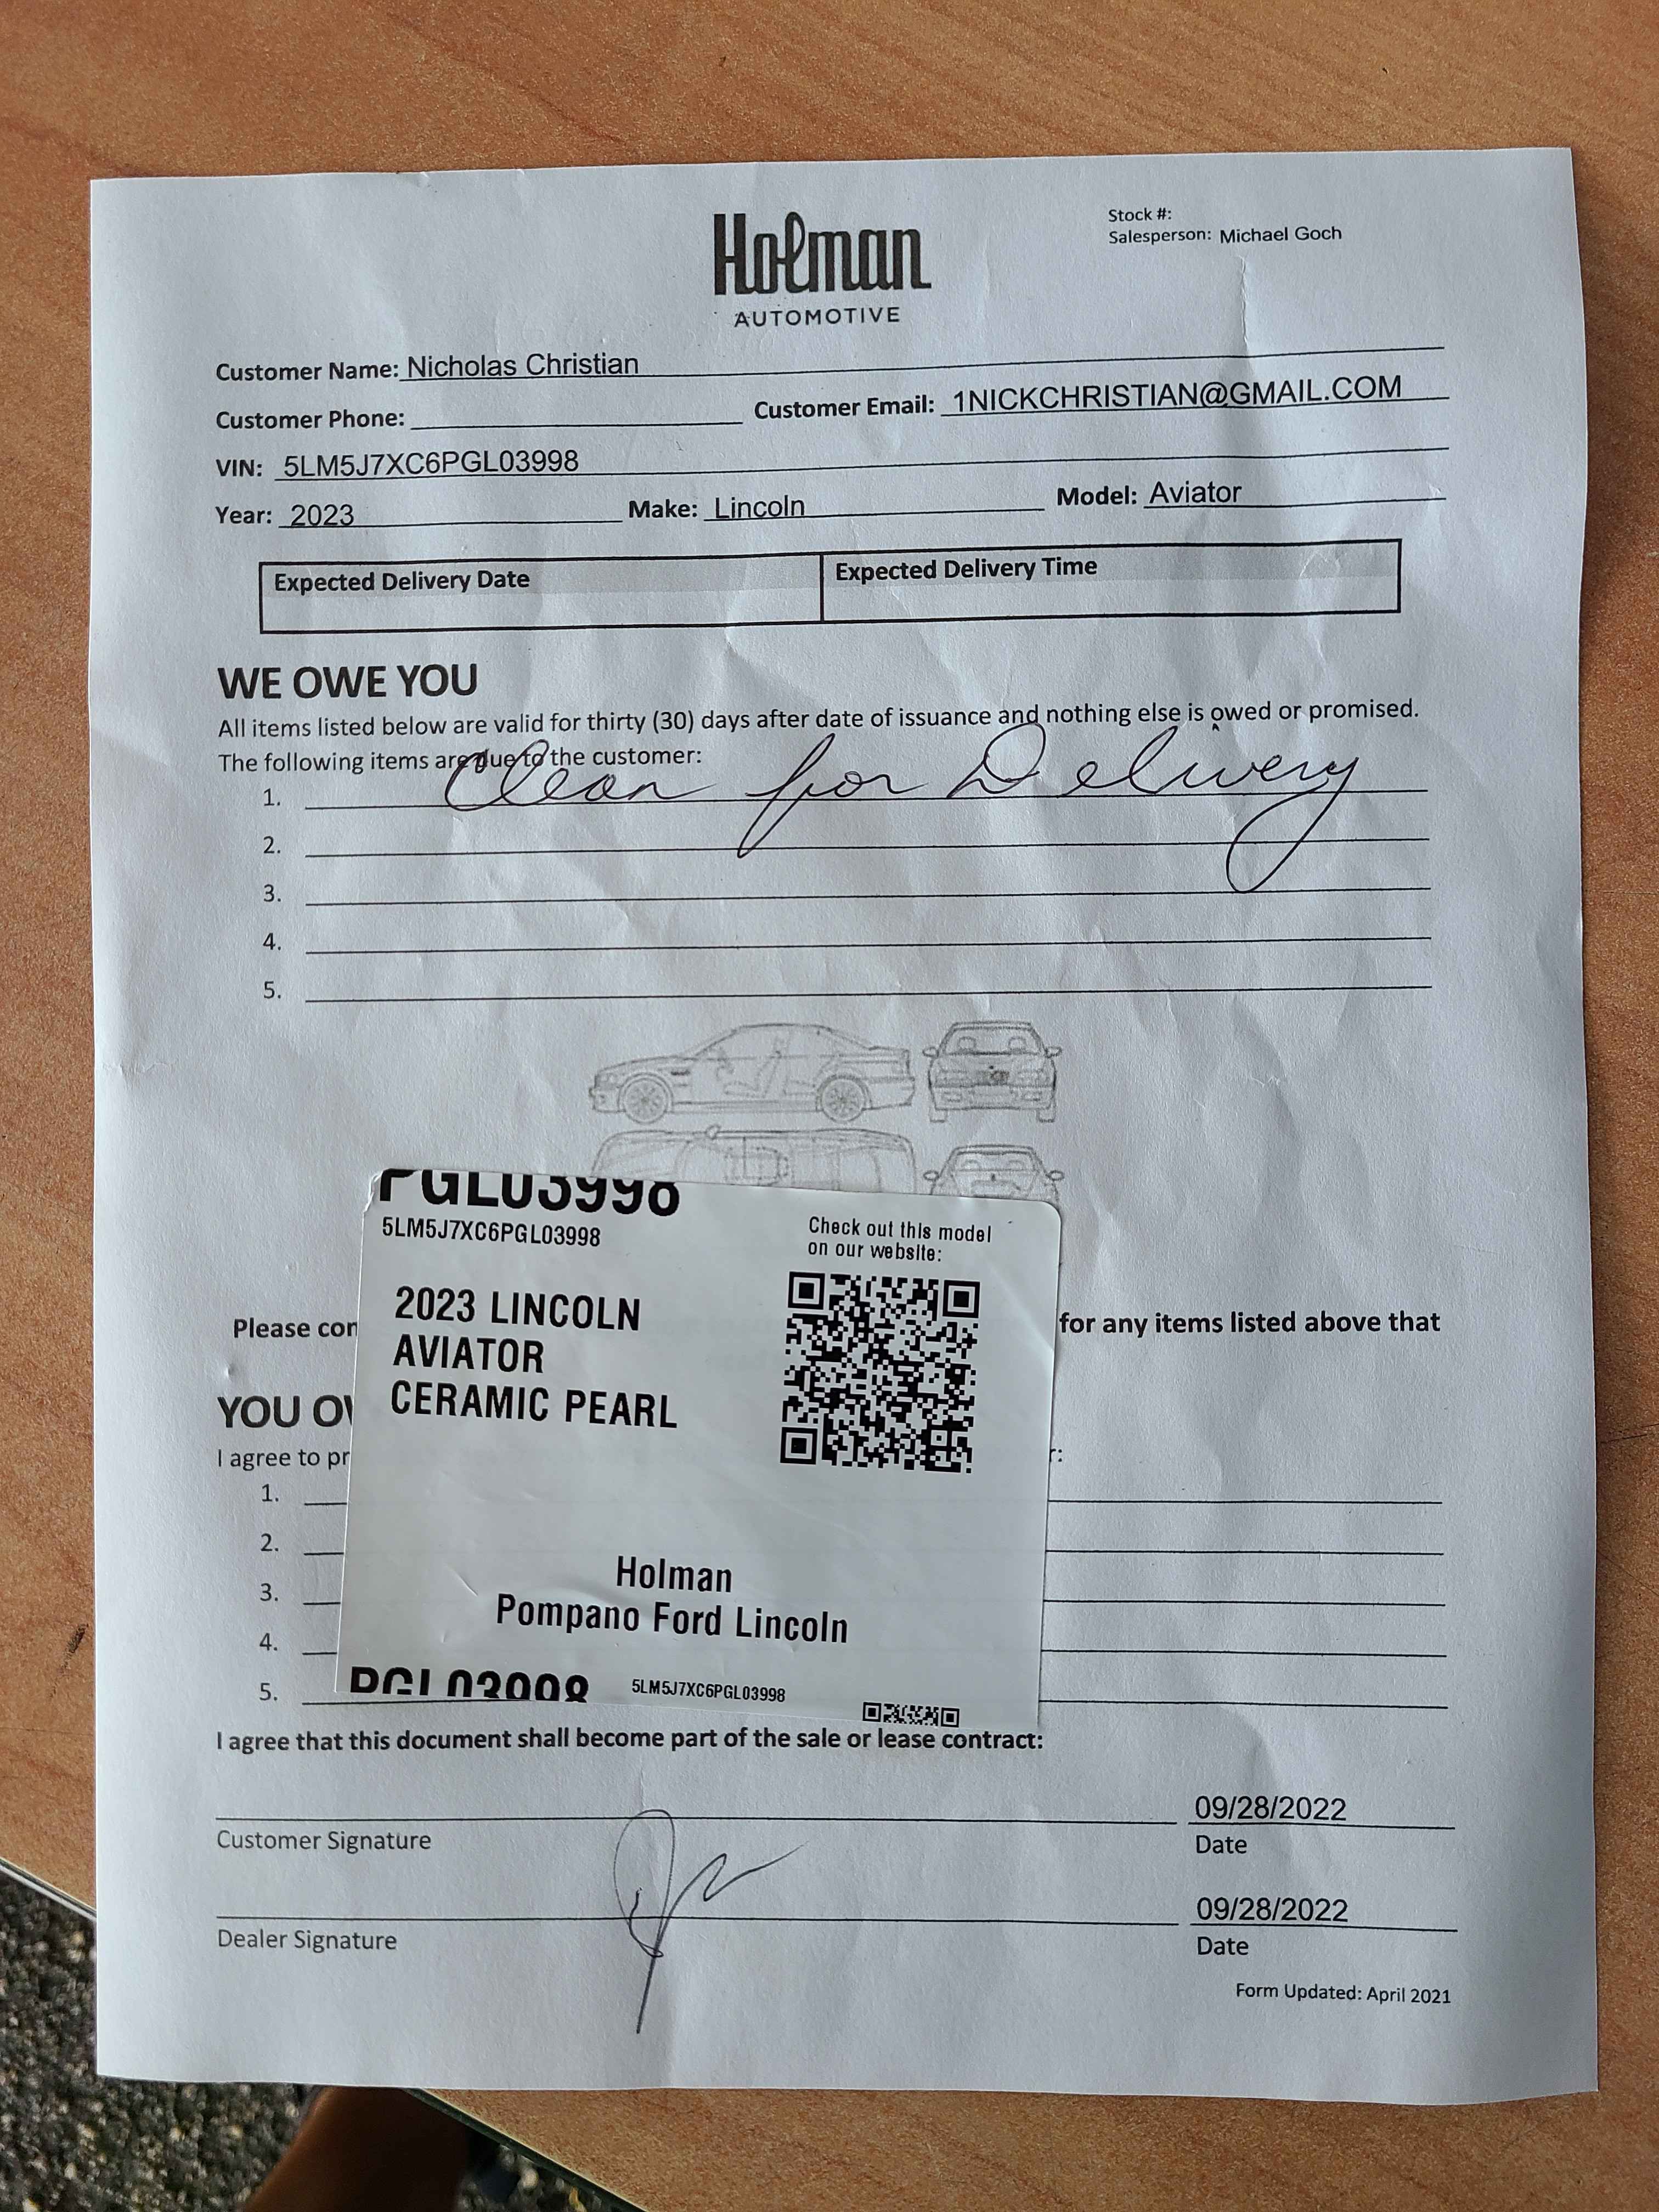 Holman
AUTOMOTIVE
Stock #:
Salesperson: Michael Goch
Customer Name: Nicholas Christian
Customer Phone: Customer Email: 1NICKCHRISTIAN@GMAIL.COM
VIN: 5LM5J7XC6PGL03998
Year: 2023 Make: Lincoln Model: Aviator
Expected Delivery Date Expected Delivery Time
WE OWE YOU
All items listed below are valid for thirty (30) days after date of issuance and nothing else is owed or promised.
The following items are due to the customer:
1. Clean for Delivery
2.
3.
4.
5.
PGL03998
5LM5J7XC6PGL03998
Check out this model
on our website:
2023 LINCOLN
AVIATOR
CERAMIC PEARL
Holman
Pompano Ford Lincoln
PGL03998 5LM5J7XC6PGL03998
Please for any items listed above that
YOU
I agree to
1.
2.
3.
4.
5.
I agree that this document shall become part of the sale or lease contract:
09/28/2022
Customer Signature Date
09/28/2022
Dealer Signature Date
Form Updated: April 2021